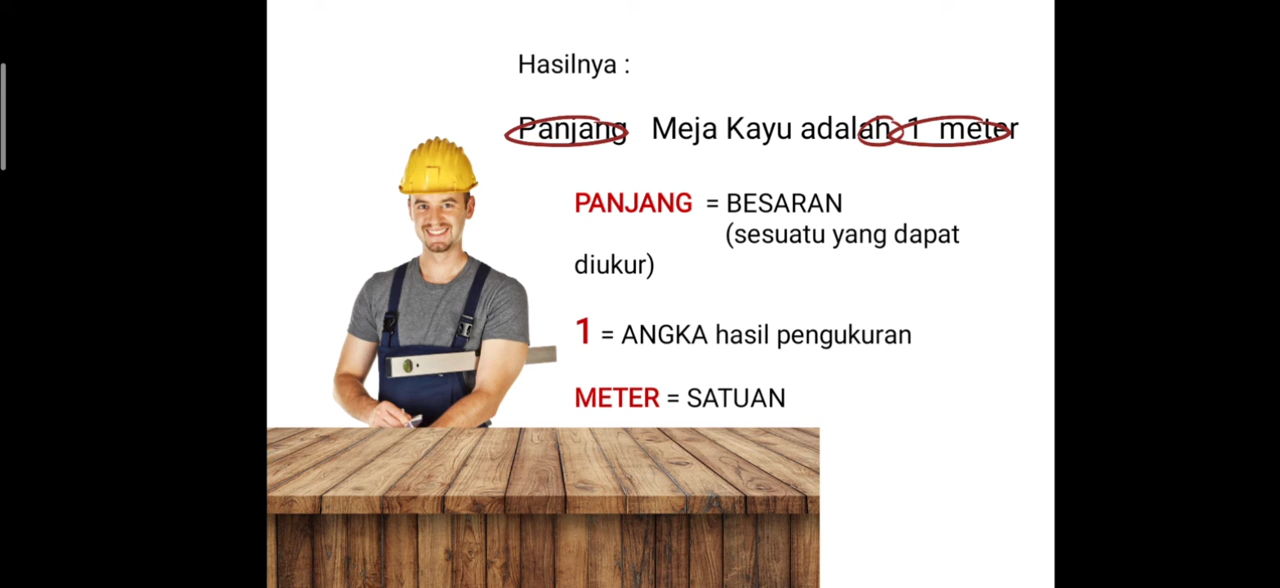 Hasilnya :
Panjang Meja Kayu adalah 1 meter
PANJANG = BESARAN
(sesuatu yang dapat
diukur)
1 = ANGKA hasil pengukuran
METER = SATUAN